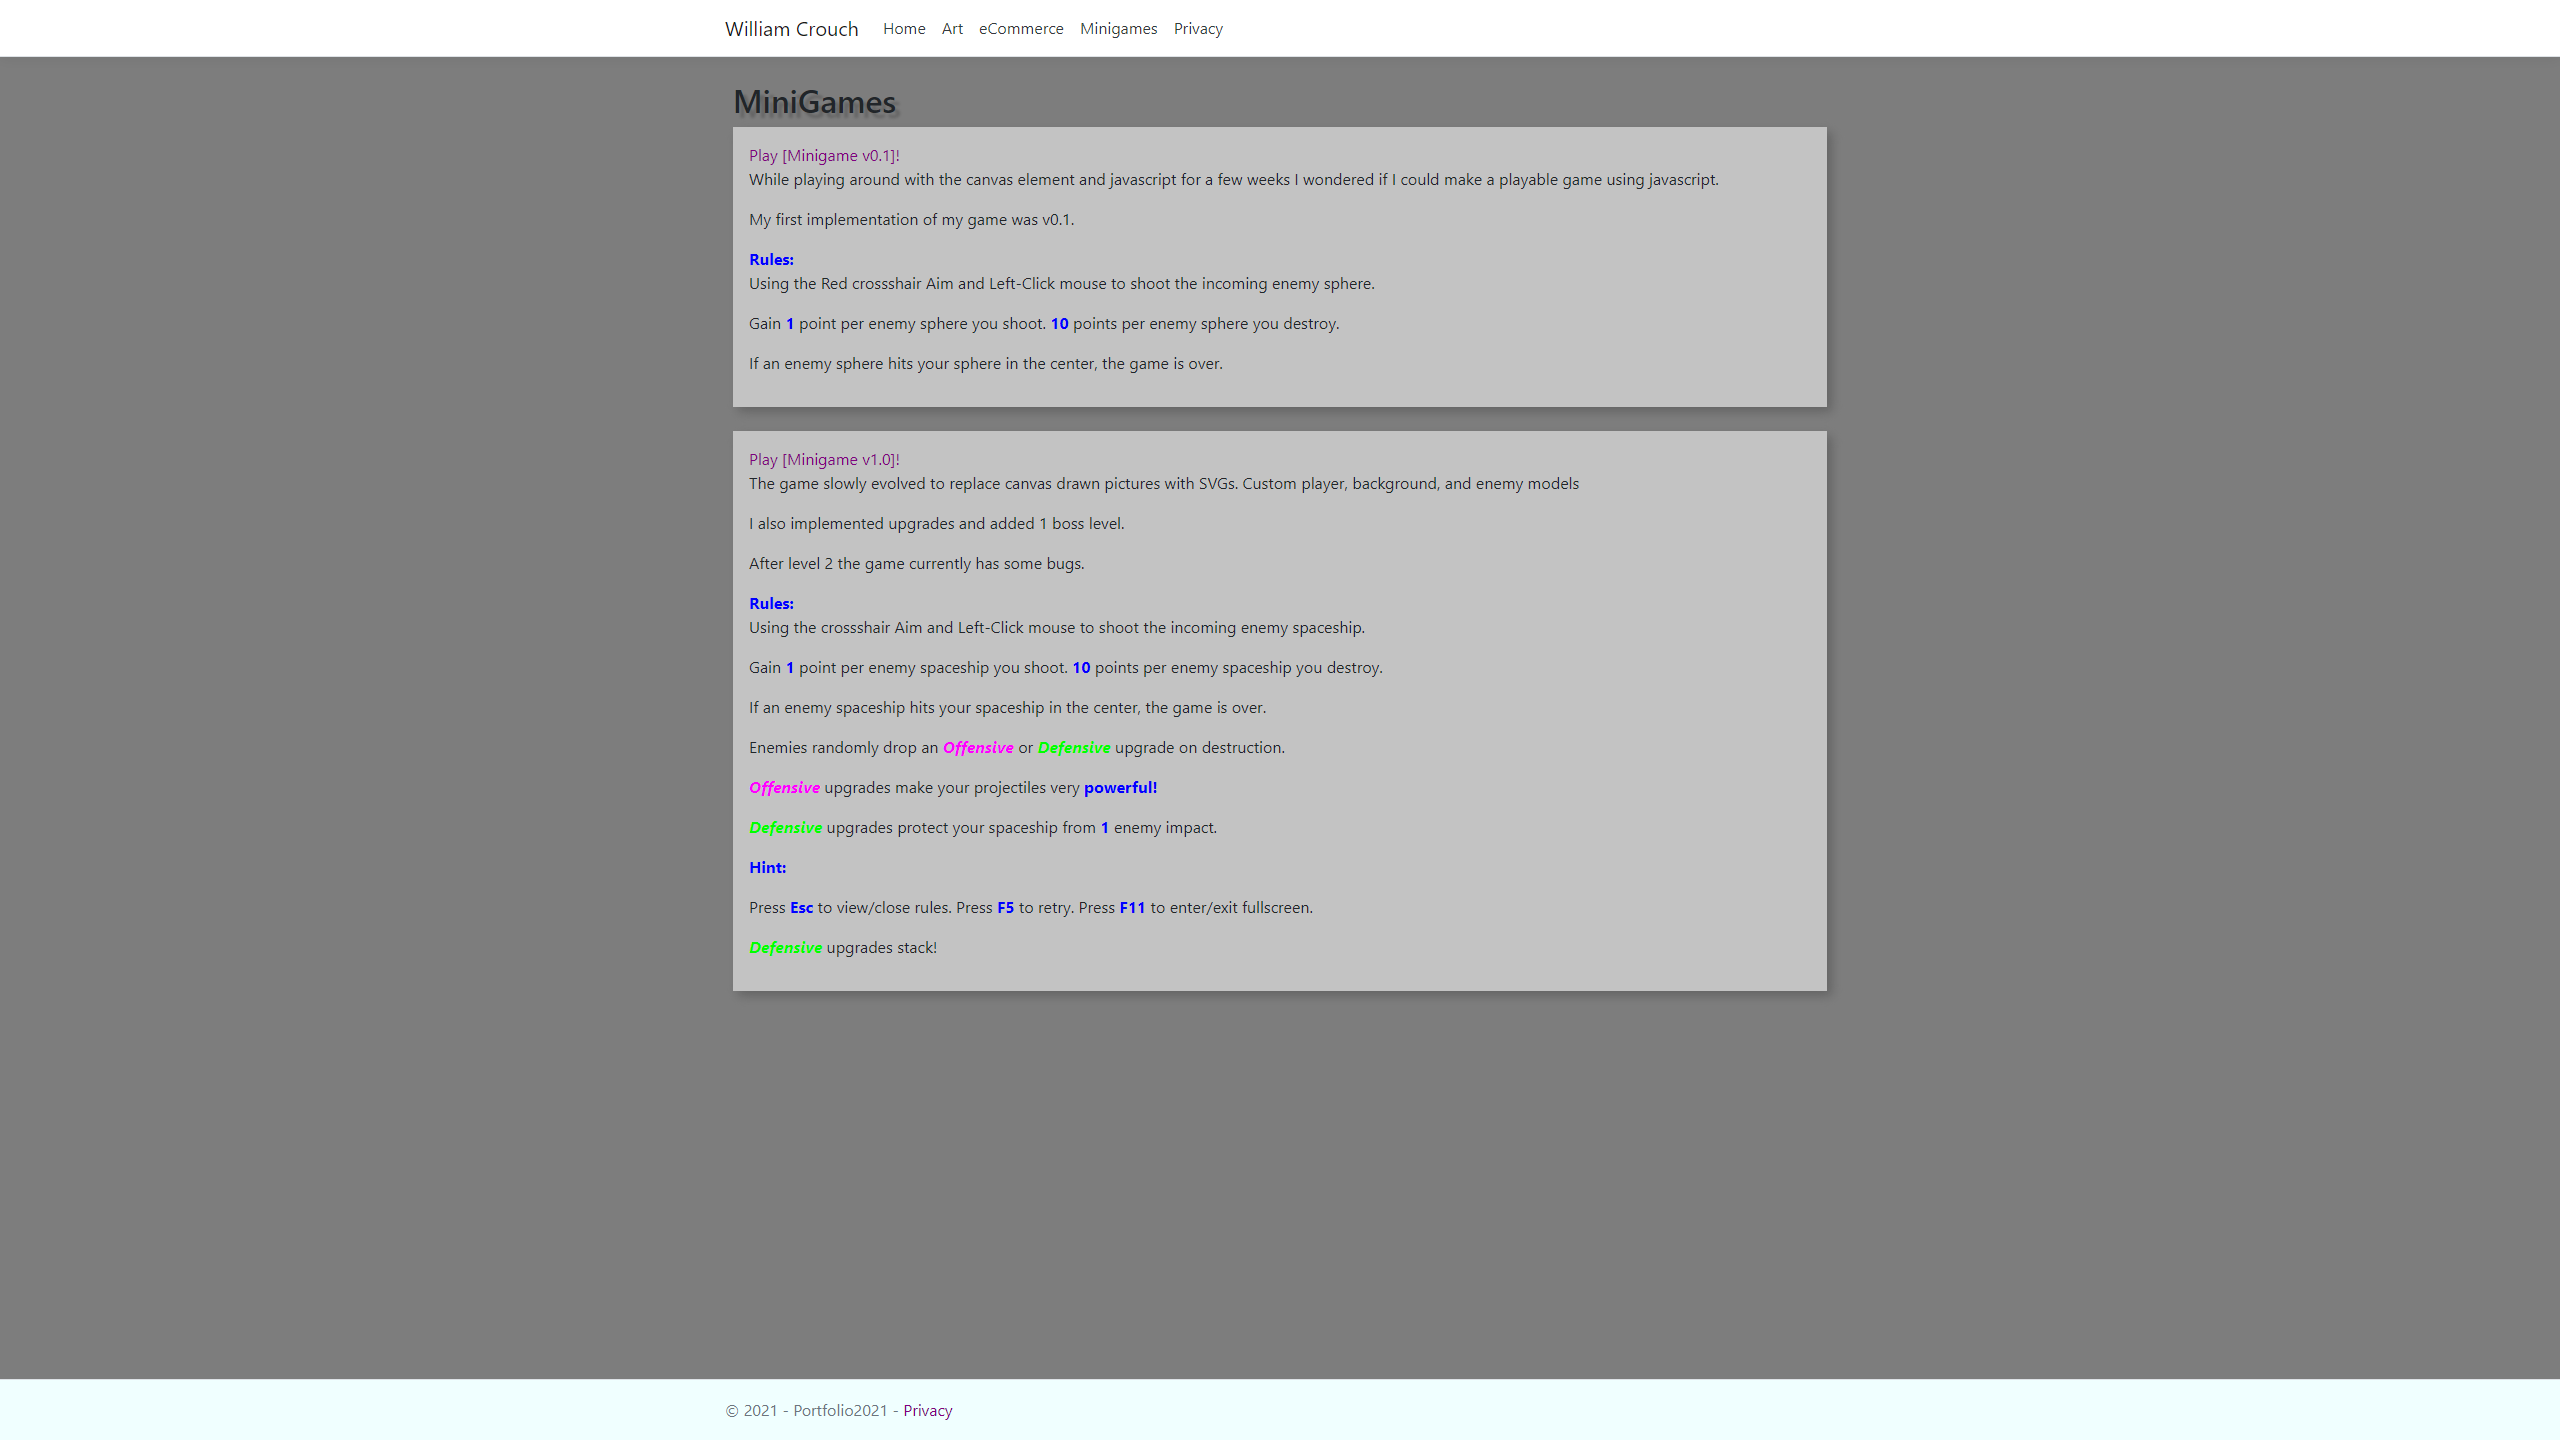 William Crouch Home Art eCommerce Minigames Privacy
MiniGames
Play [Minigame v0.1]!
While playing around with the canvas element and javascript for a few weeks I wondered if I could make a playable game using javascript.
My first implementation of my game was v0.1.
Rules:
Using the Red crossshair Aim and Left-Click mouse to shoot the incoming enemy sphere.
Gain 1 point per enemy sphere you shoot. 10 points per enemy sphere you destroy.
If an enemy sphere hits your sphere in the center, the game is over.
Play [Minigame v1.0]!
The game slowly evolved to replace canvas drawn pictures with SVGs. Custom player, background, and enemy models
I also implemented upgrades and added 1 boss level.
After level 2 the game currently has some bugs.
Rules:
Using the crossshair Aim and Left-Click mouse to shoot the incoming enemy spaceship.
Gain 1 point per enemy spaceship you shoot. 10 points per enemy spaceship you destroy.
If an enemy spaceship hits your spaceship in the center, the game is over.
Enemies randomly drop an Offensive or Defensive upgrade on destruction.
Offensive upgrades make your projectiles very powerful!
Defensive upgrades protect your spaceship from 1 enemy impact.
Hint:
Press Esc to view/close rules. Press F5 to retry. Press F11 to enter/exit fullscreen.
Defensive upgrades stack!
© 2021 - Portfolio2021 - Privacy